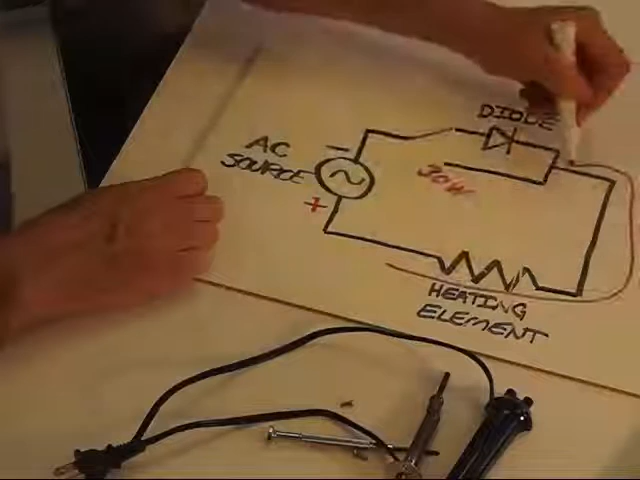 DIODE
AC
SOURCE
−
+
30W
HEATING
ELEMENT